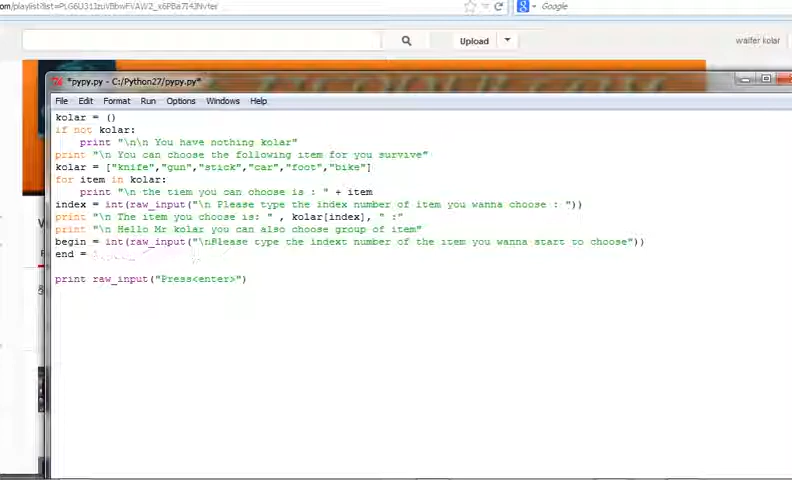 om/playlist?list=PLG6U311zuVBbwFVAW2_x6PBa7I4JNvfer
Google
Upload
walter kolar
*pypy.py - C:/Python27/pypy.py*
File Edit Format Run Options Windows Help
kolar = ()
if not kolar:
print "\n\n You have nothing kolar"
print "\n You can choose the following item for you survive"
kolar = ["knife","gun","stick","car","foot","bike"]
for item in kolar:
print "\n the tiem you can choose is : " + item
index = int(raw_input("\n Please type the index number of item you wanna choose : "))
print "\n The item you choose is: " , kolar[index], " :"
print "\n Hello Mr kolar you can also choose group of item"
begin = int(raw_input("\nPlease type the indext number of the item you wanna start to choose"))
end =
print raw_input("Press<enter>")